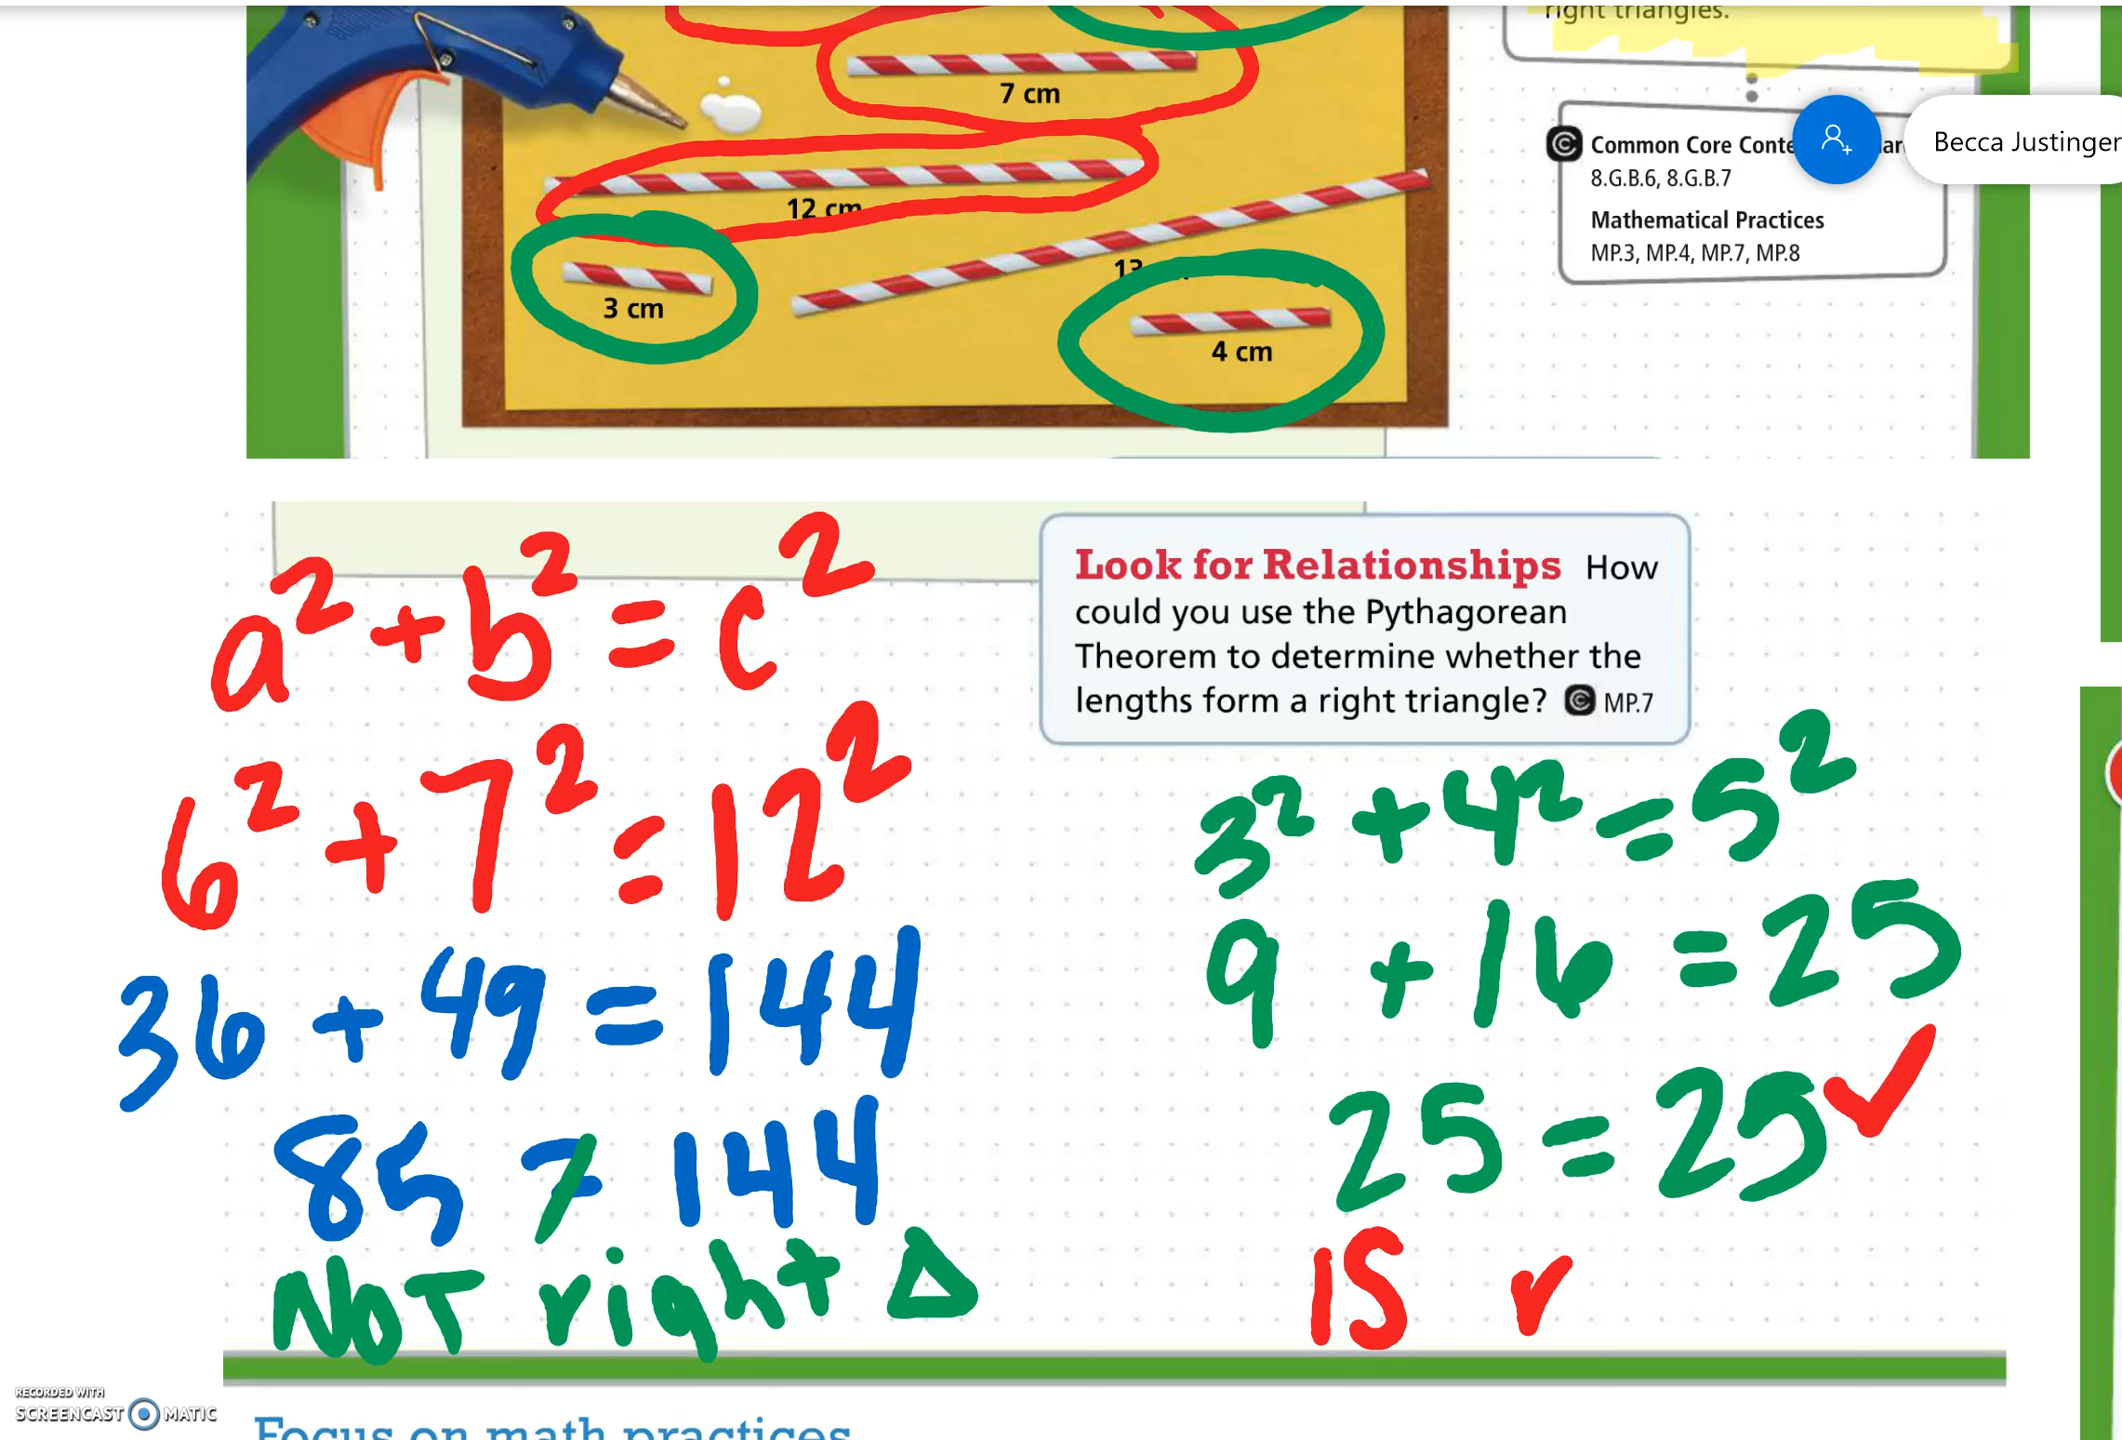 right triangles.
7 cm
Common Core Conte
8.G.B.6, 8.G.B.7
Becca Justinger
Mathematical Practices
MP.3, MP.4, MP.7, MP.8
12 cm
13
3 cm
4 cm
Look for Relationships How
could you use the Pythagorean
Theorem to determine whether the
lengths form a right triangle? © MP.7
a² + b² = c²
6² + 7² = 12²
36 + 49 = 144
85 ≠ 144
NOT right Δ
3² + 4² = 5²
9 + 16 = 25
25 = 25 ✓
IS r
RECORDED WITH
SCREENCAST MATIC
Focus on math practices